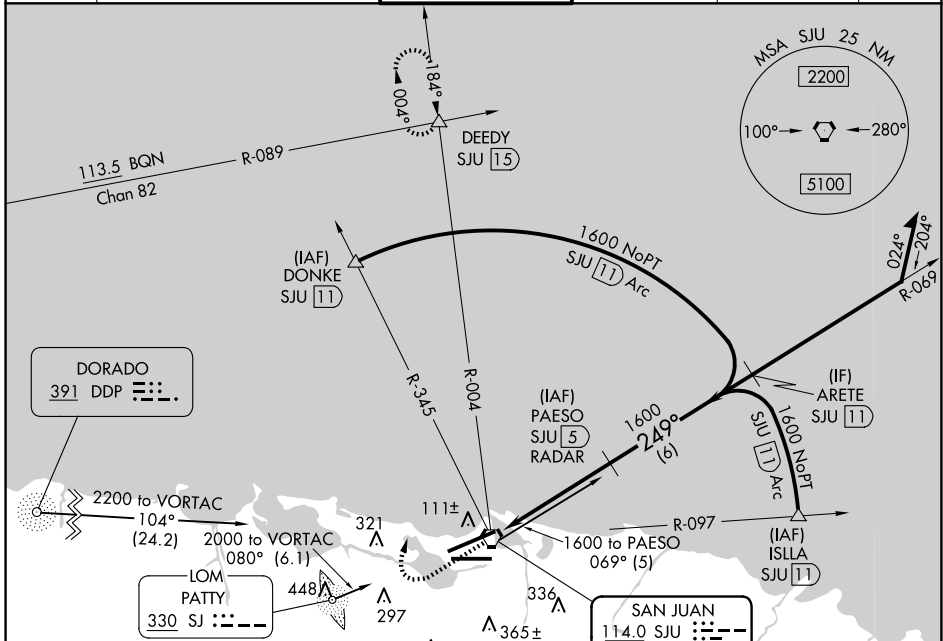 MSA SJU 25 NM
2200
100°
280°
5100
184°
004°
DEEDY
SJU 15
113.5 BQN
Chan 82
R-089
(IAF)
DONKE
SJU 11
1600 NoPT
SJU 11 Arc
024°
204°
R-069
DORADO
391 DDP
R-345
R-004
(IAF)
PAESO
SJU 5
RADAR
1600
249°
(6)
(IF)
ARETE
SJU 11
1600 NoPT
SJU 11 Arc
2200 to VORTAC
104°
(24.2)
2000 to VORTAC
080° (6.1)
321
111±
R-097
1600 to PAESO
069° (5)
(IAF)
ISLLA
SJU 11
LOM
PATTY
330 SJ
448
297
336
365±
SAN JUAN
114.0 SJU